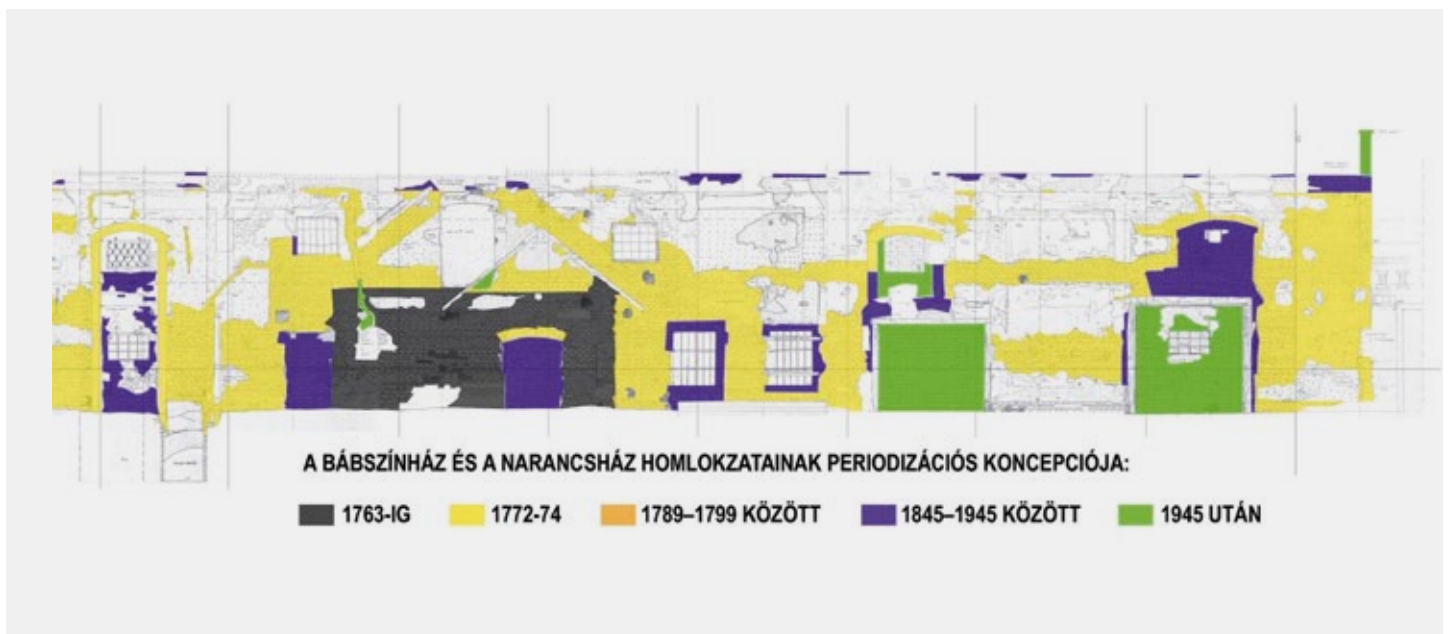 A BÁBSZÍNHÁZ ÉS A NARANCSHÁZ HOMLOKZATAINAK PERIODIZÁCIÓS KONCEPCIÓJA:
1763-IG 1772-74 1789–1799 KÖZÖTT 1845–1945 KÖZÖTT 1945 UTÁN